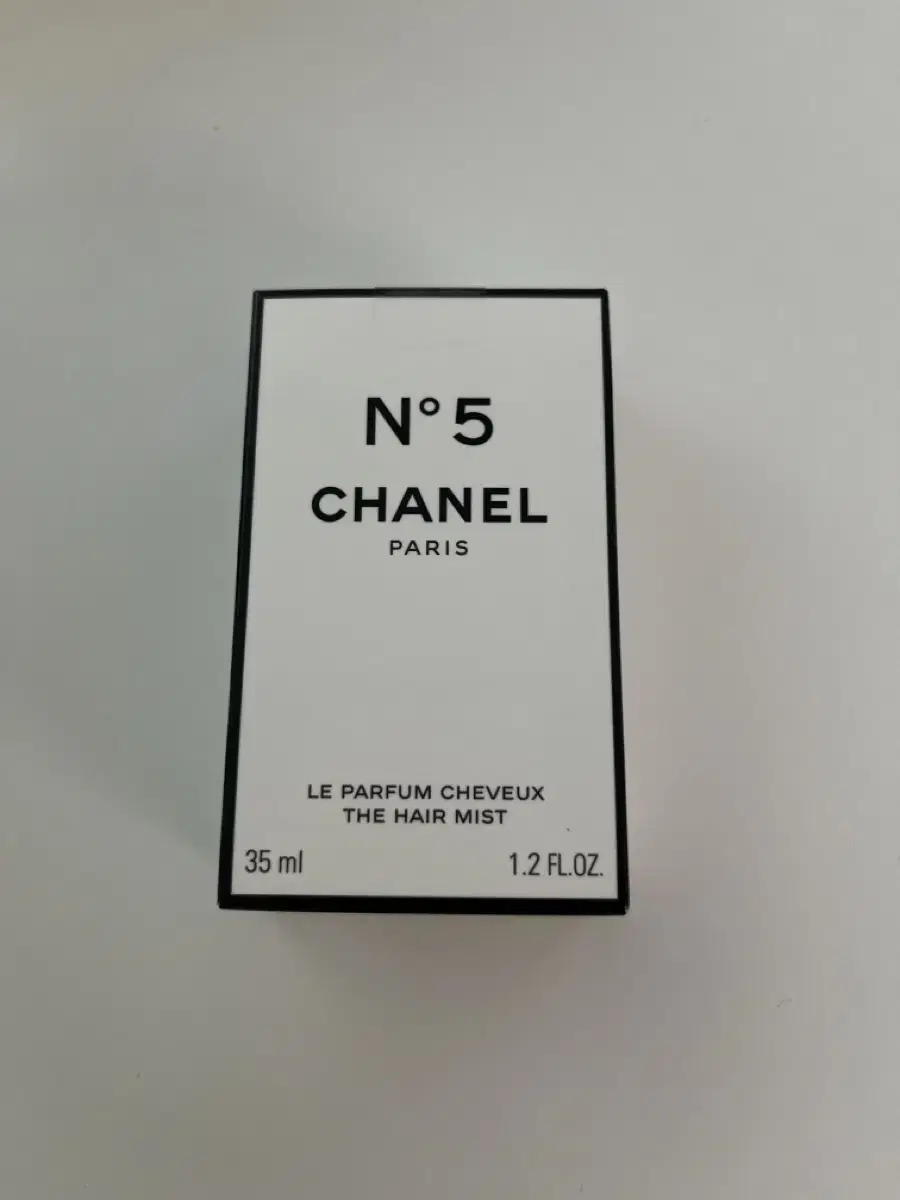 N° 5
CHANEL
PARIS
LE PARFUM CHEVEUX
THE HAIR MIST
35 ml 1.2 FL.OZ.